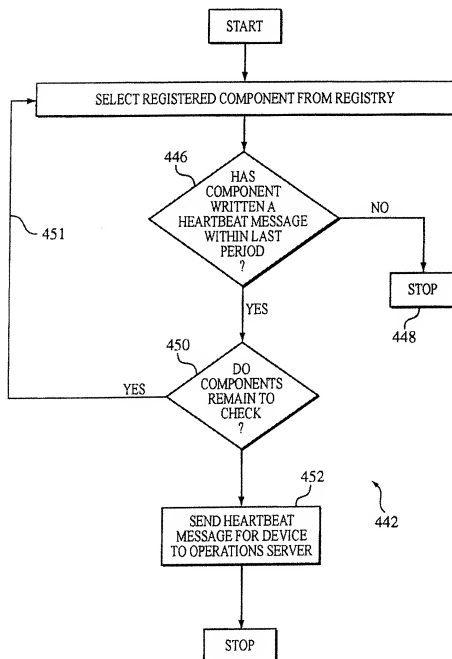 START
SELECT REGISTERED COMPONENT FROM REGISTRY
446
HAS
COMPONENT
WRITTEN A
HEARTBEAT MESSAGE
WITHIN LAST
PERIOD
?
NO
451
STOP
448
YES
450
DO
COMPONENTS
REMAIN TO
CHECK
?
YES
452
SEND HEARTBEAT
MESSAGE FOR DEVICE
TO OPERATIONS SERVER
442
STOP